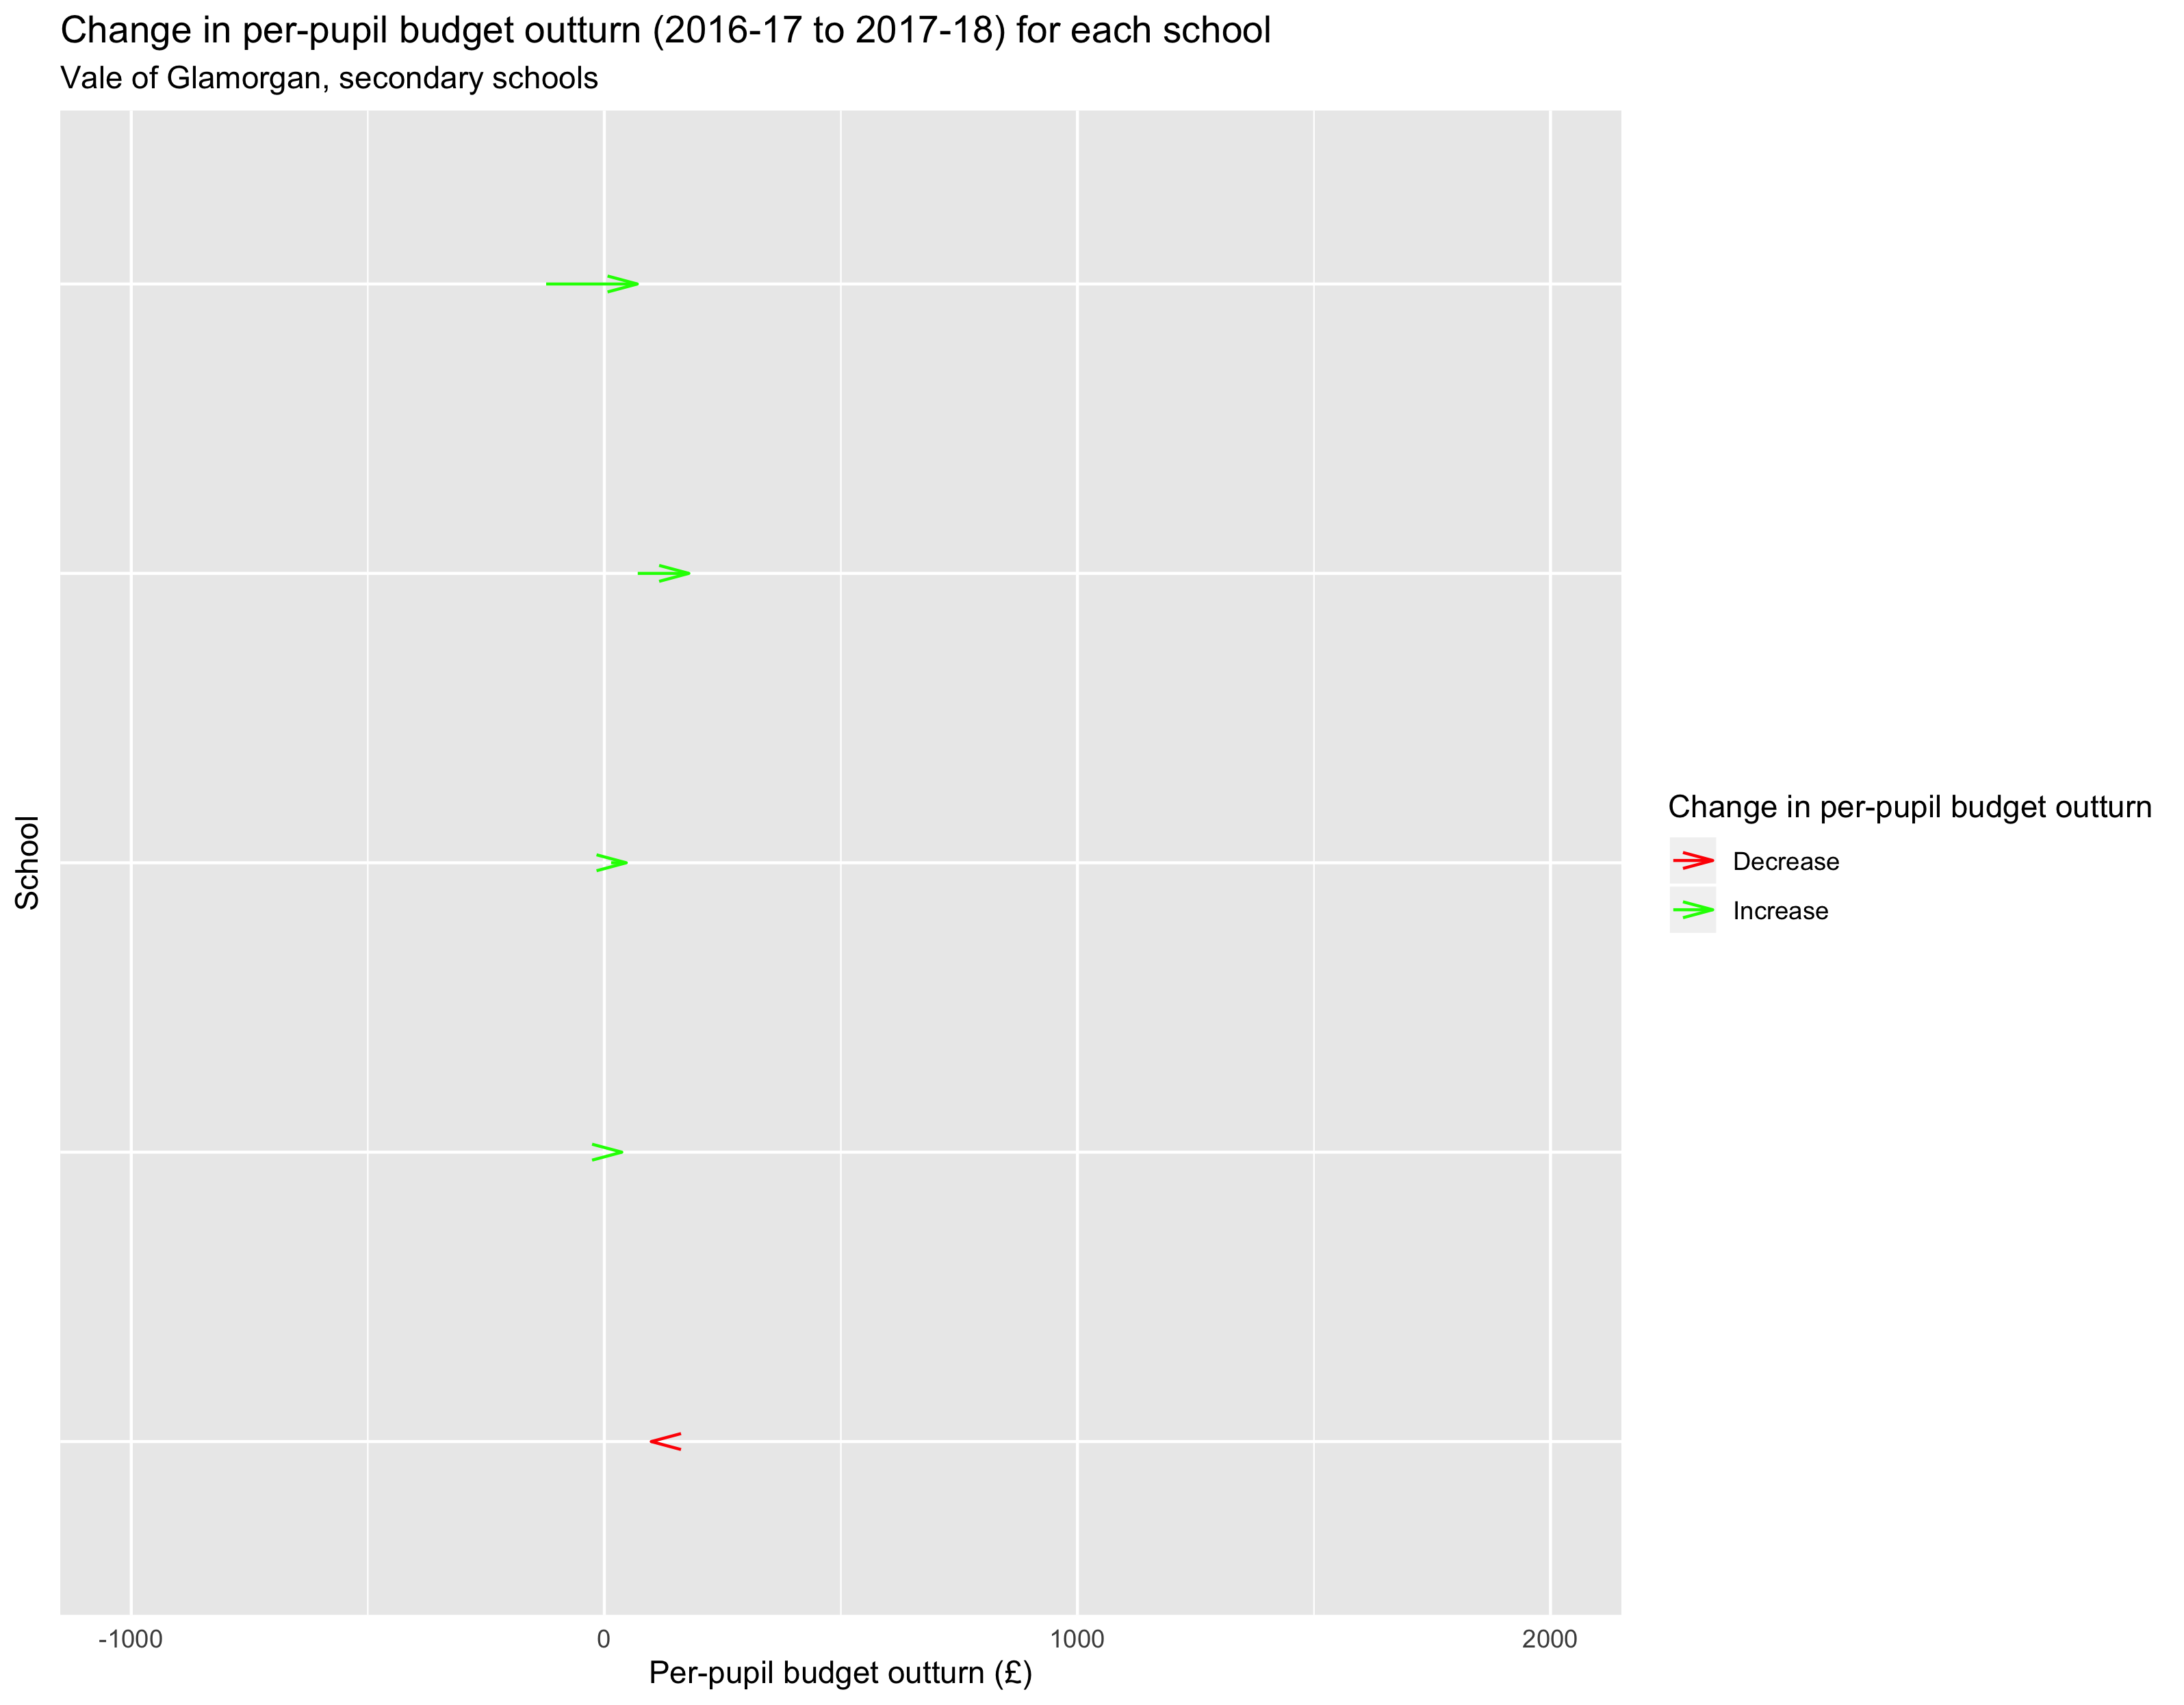 Change in per-pupil budget outturn (2016-17 to 2017-18) for each school
Vale of Glamorgan, secondary schools
School
-1000
0
1000
2000
Per-pupil budget outturn (£)
Change in per-pupil budget outturn
Decrease
Increase